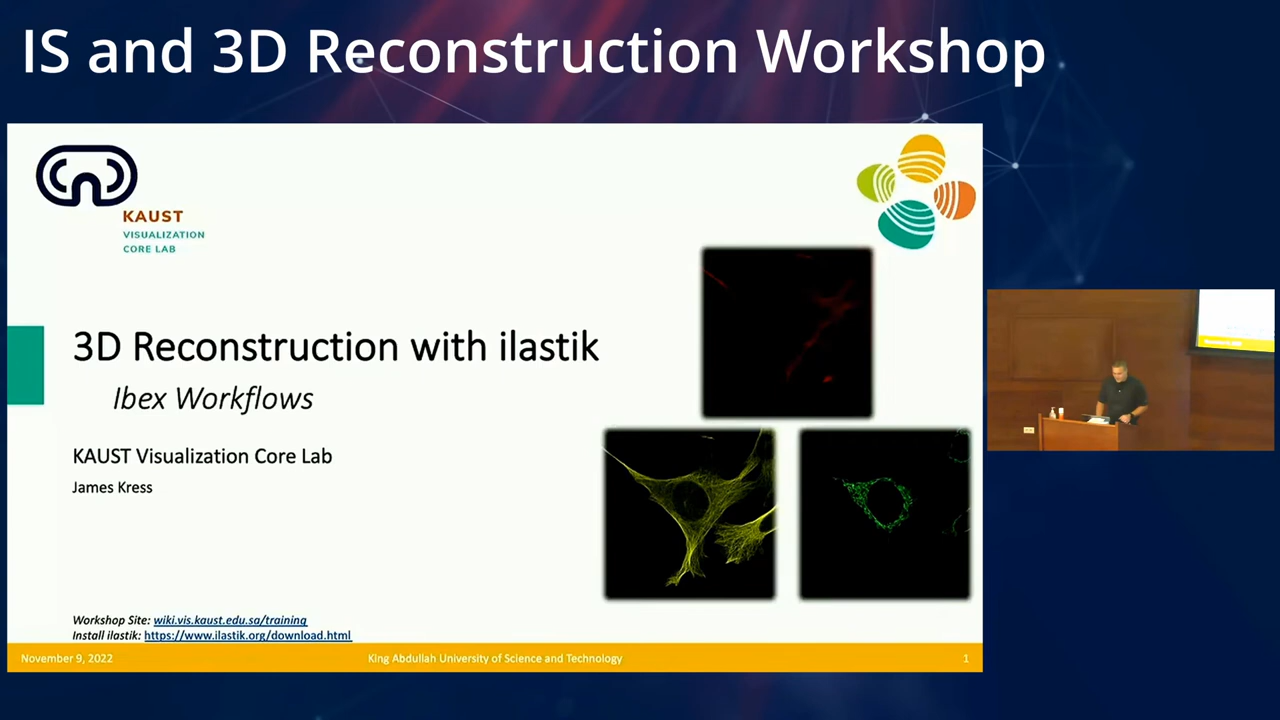 IS and 3D Reconstruction Workshop
KAUST
VISUALIZATION
CORE LAB
3D Reconstruction with ilastik
Ibex Workflows
KAUST Visualization Core Lab
James Kress
Workshop Site: wiki.vis.kaust.edu.sa/training
Install ilastik: https://www.ilastik.org/download.html
November 9, 2022
King Abdullah University of Science and Technology
1